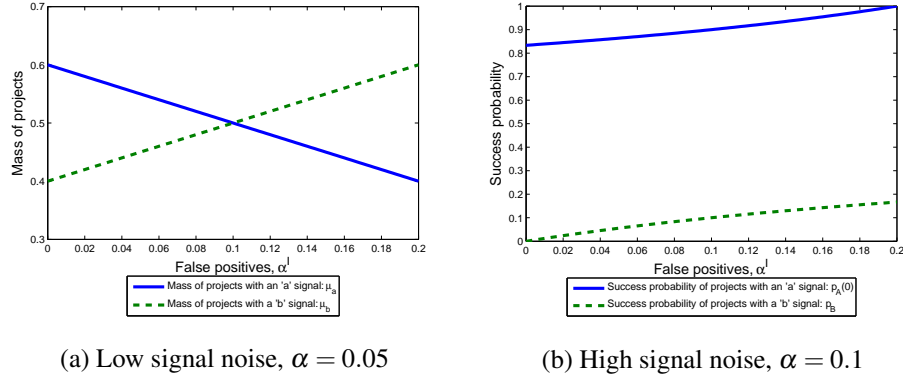 0.7
0.6
0.5
0.4
0.3
Mass of projects
0 0.02 0.04 0.06 0.08 0.1 0.12 0.14 0.16 0.18 0.2
False positives, α^I
Mass of projects with an 'a' signal: μ_a
Mass of projects with a 'b' signal: μ_b
(a) Low signal noise, α = 0.05
1
0.9
0.8
0.7
0.6
0.5
0.4
0.3
0.2
0.1
0
Success probability
0 0.02 0.04 0.06 0.08 0.1 0.12 0.14 0.16 0.18 0.2
False positives, α^I
Success probability of projects with an 'a' signal: p_A(0)
Success probability of projects with a 'b' signal: p_B
(b) High signal noise, α = 0.1